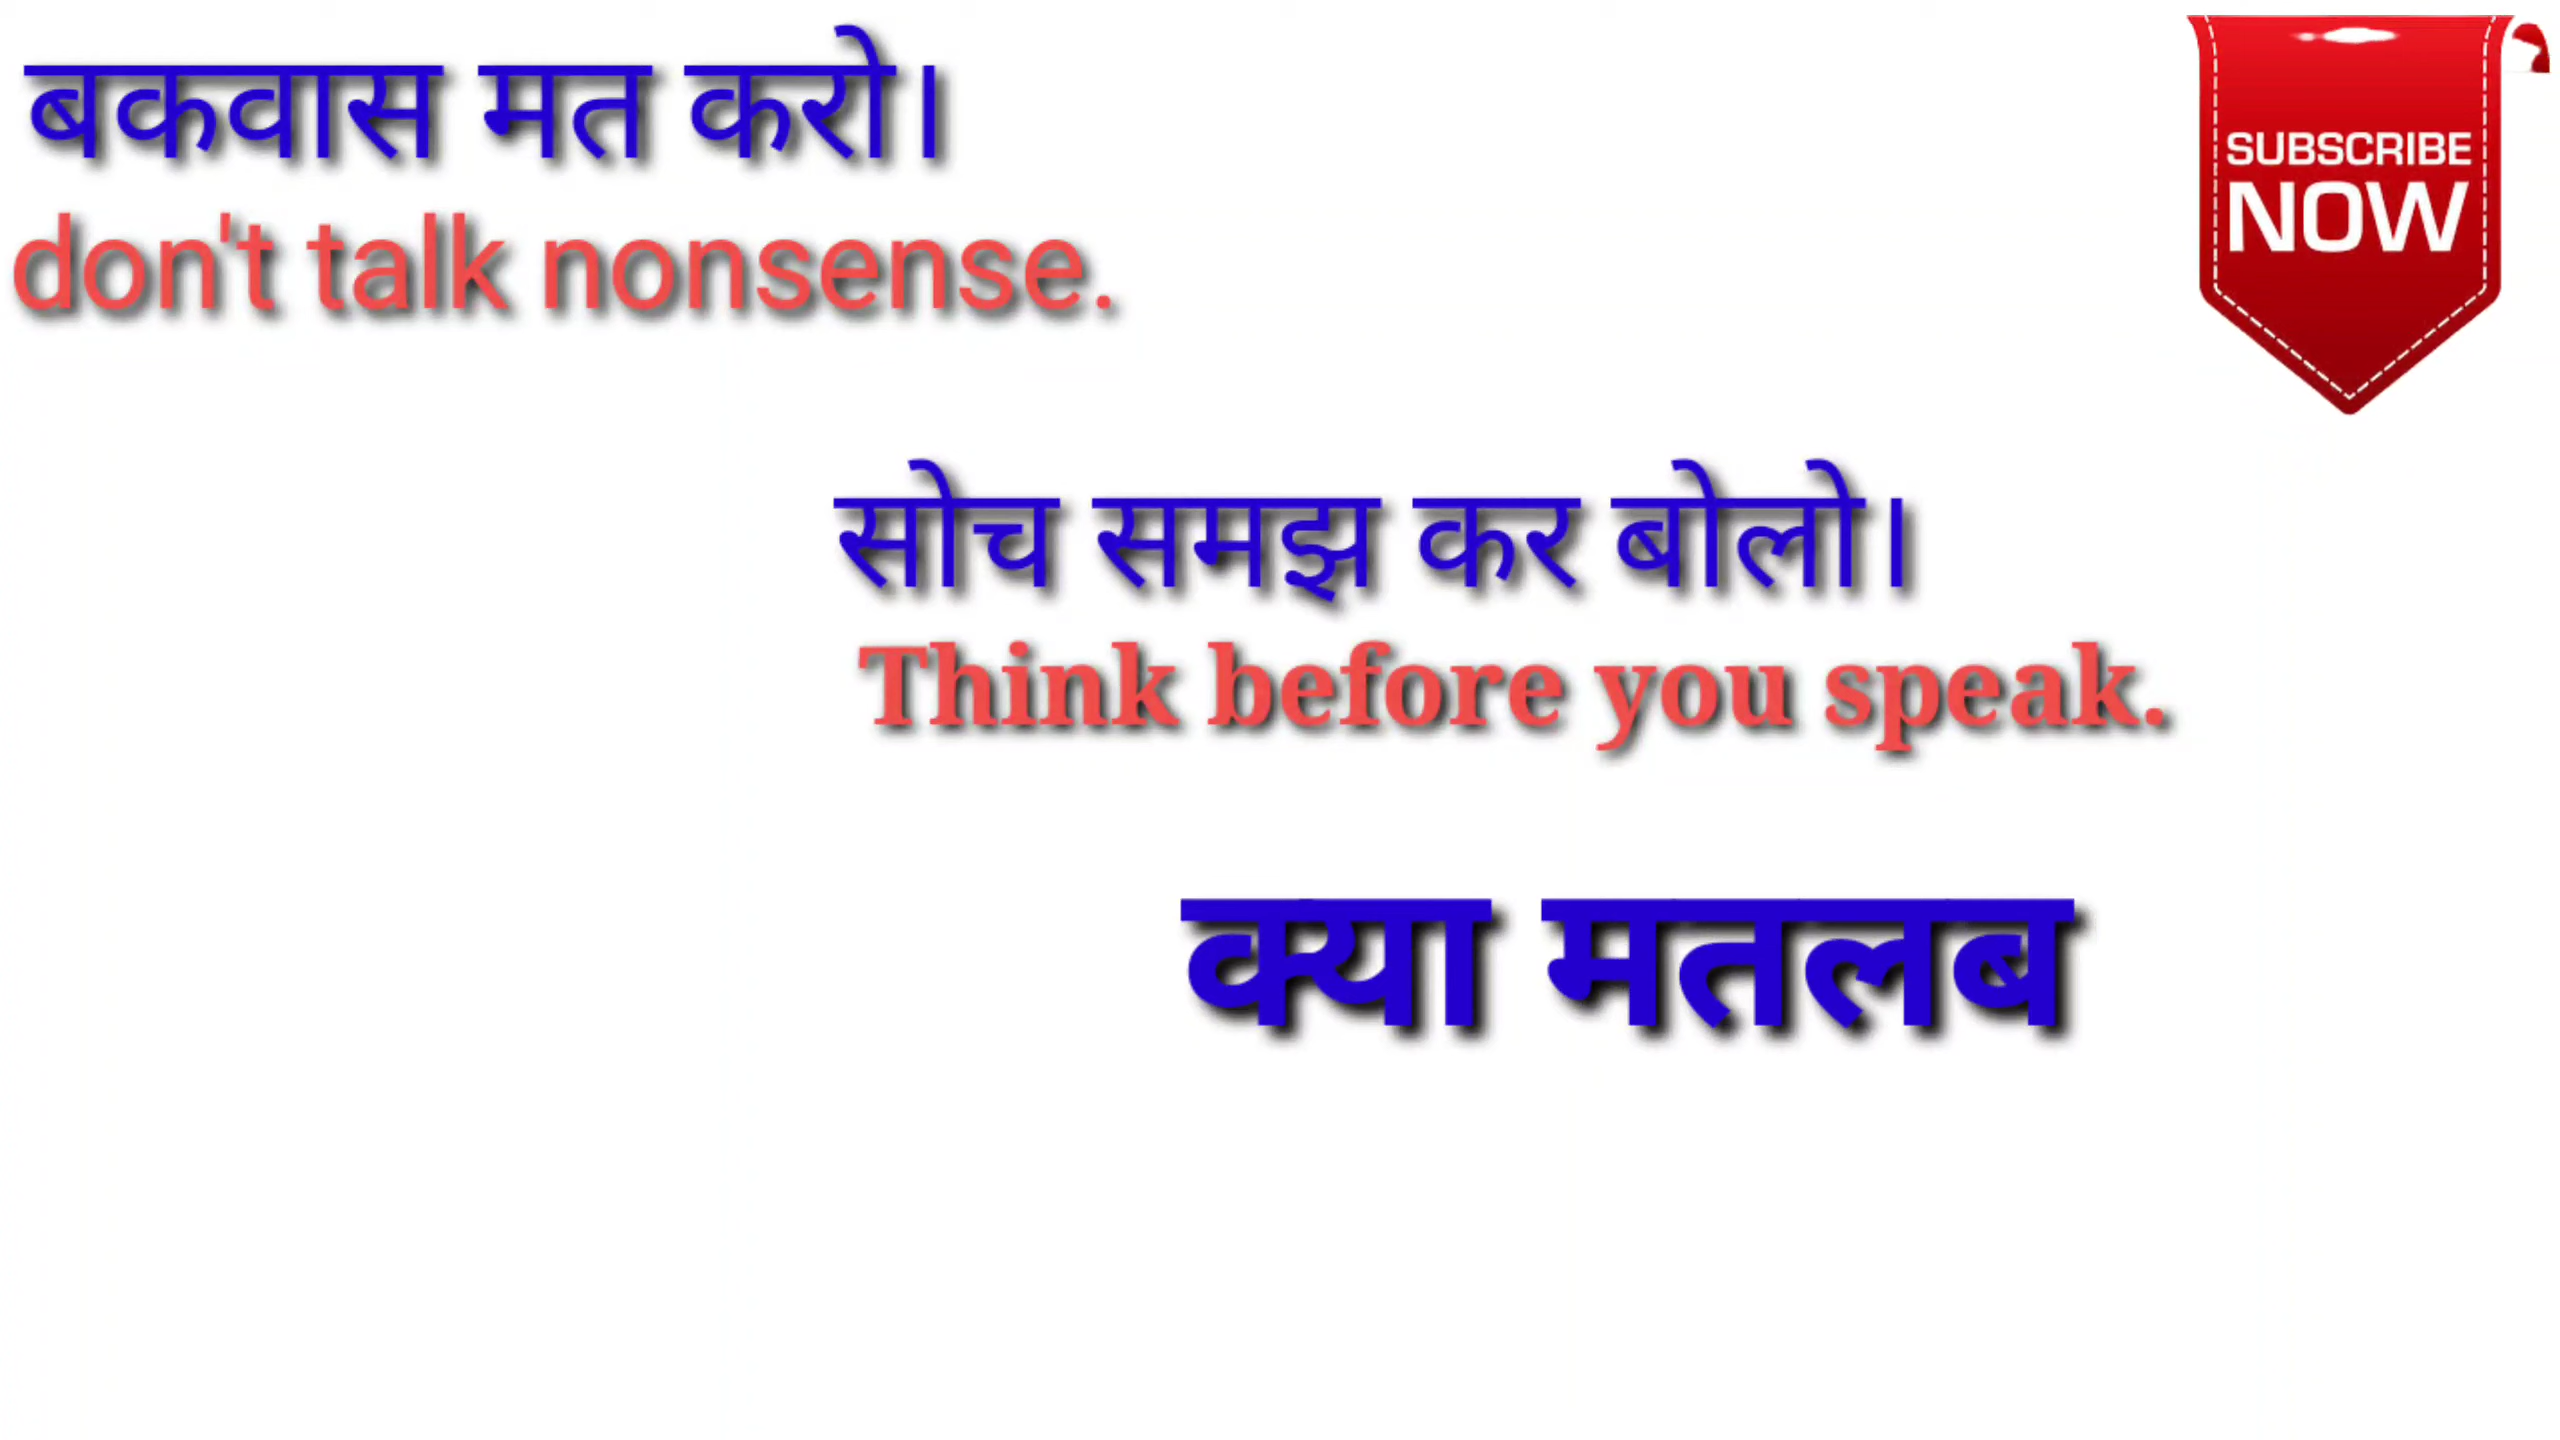 बकवास मत करो।
don't talk nonsense.
SUBSCRIBE
NOW
सोच समझ कर बोलो।
Think before you speak.
क्या मतलब